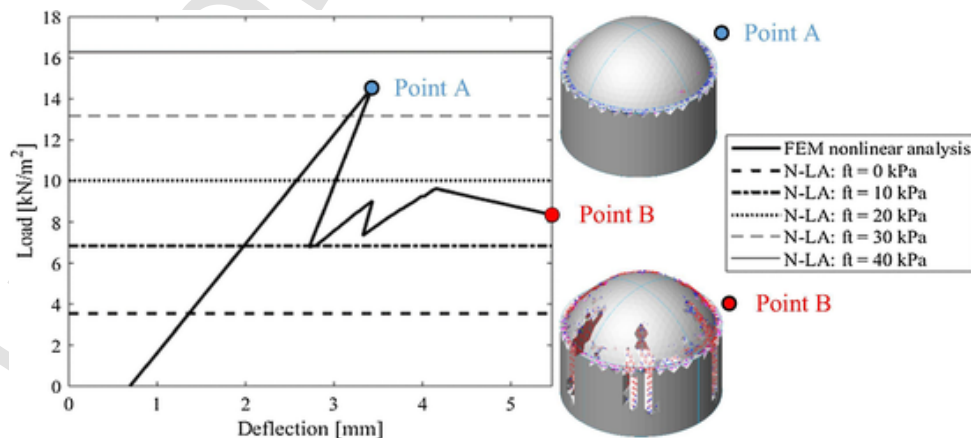 18
16
14
12
10
8
6
4
2
0
Load [kN/m²]
0 1 2 3 4 5
Deflection [mm]
Point A
Point B
Point A
FEM nonlinear analysis
N-LA: ft = 0 kPa
N-LA: ft = 10 kPa
N-LA: ft = 20 kPa
N-LA: ft = 30 kPa
N-LA: ft = 40 kPa
Point B